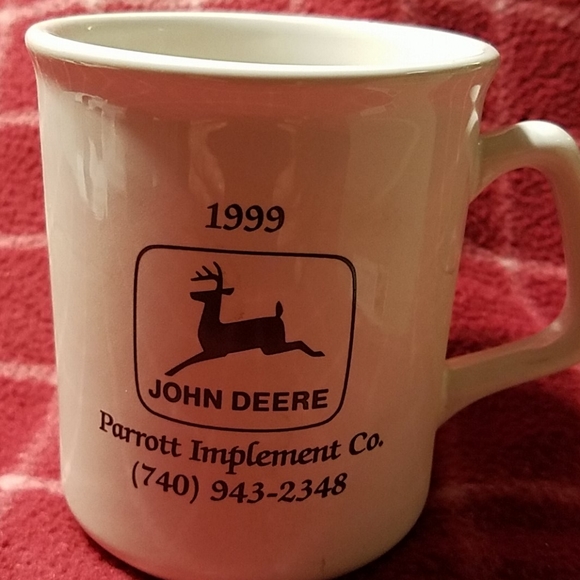 1999
JOHN DEERE
Parrott Implement Co.
(740) 943-2348